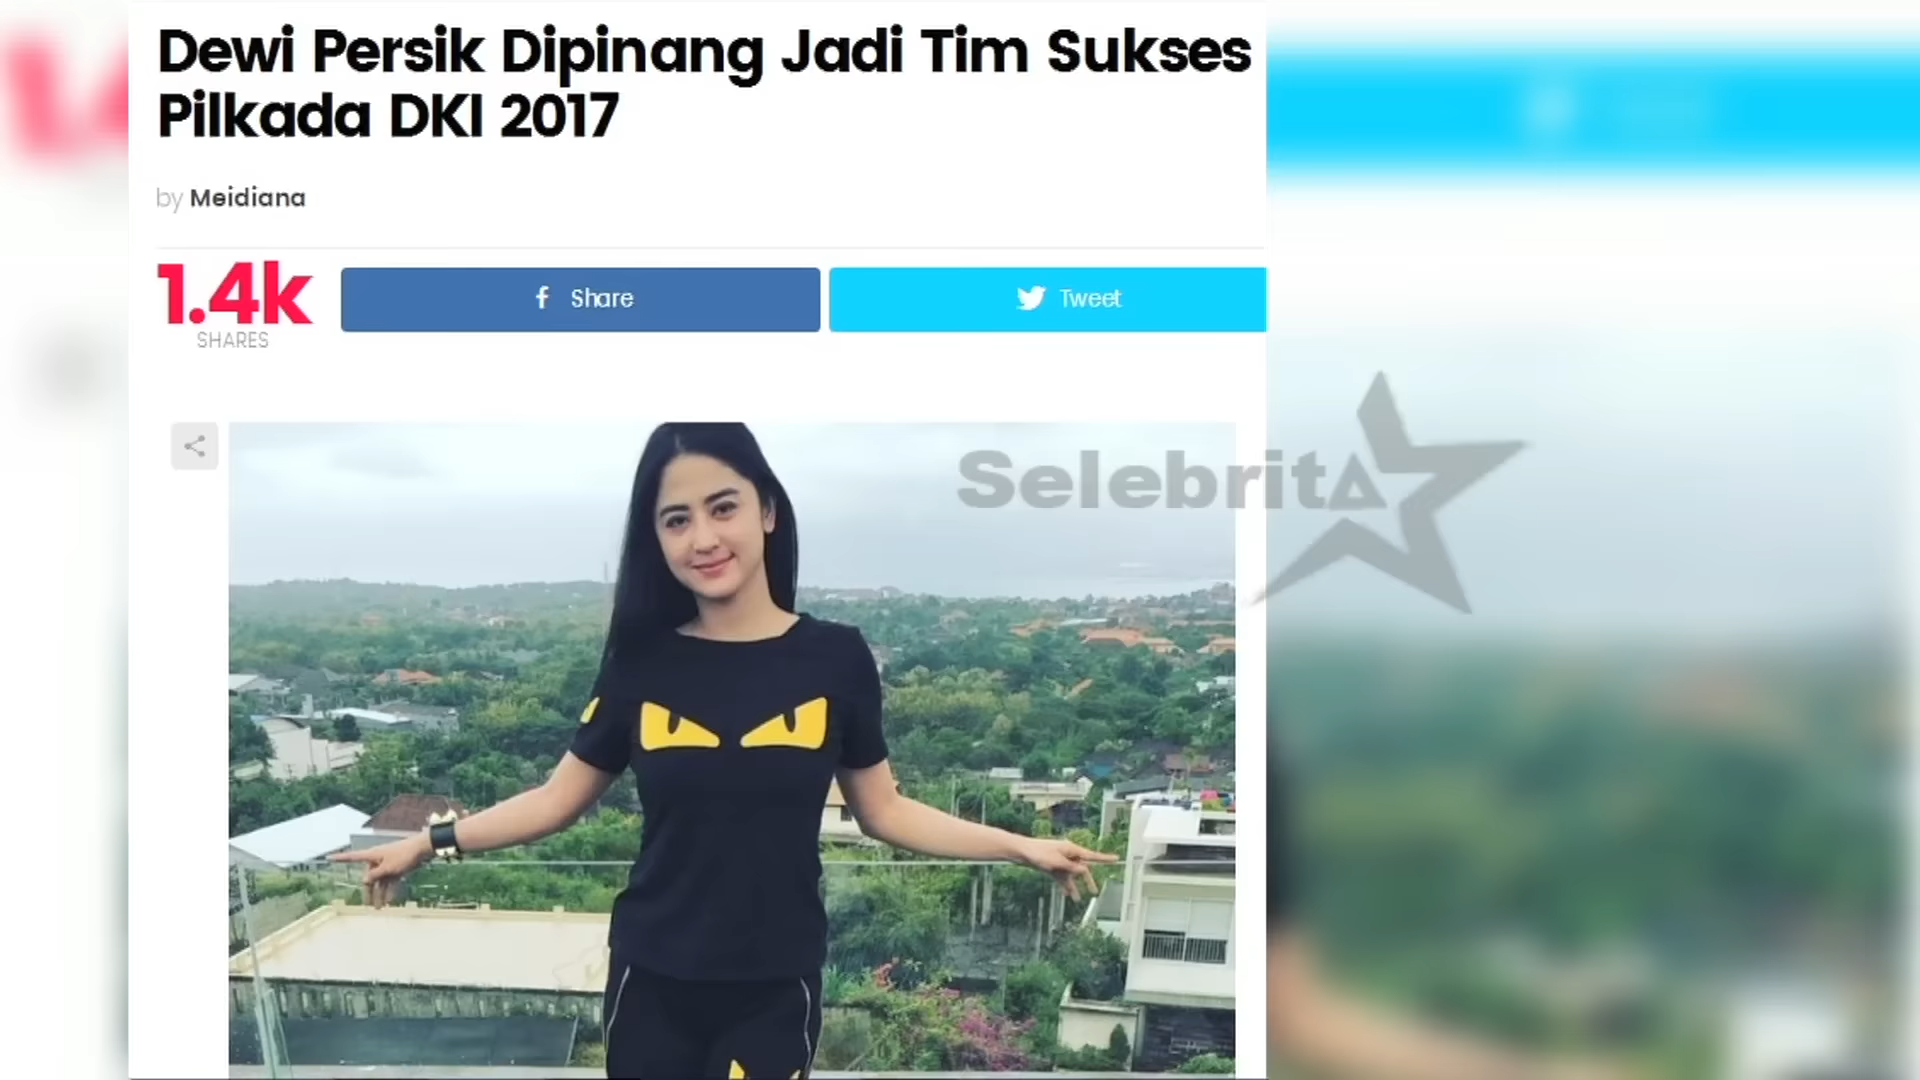 Dewi Persik Dipinang Jadi Tim Sukses
Pilkada DKI 2017
by Meidiana
1.4k
SHARES
Share
Tweet
Selebrita